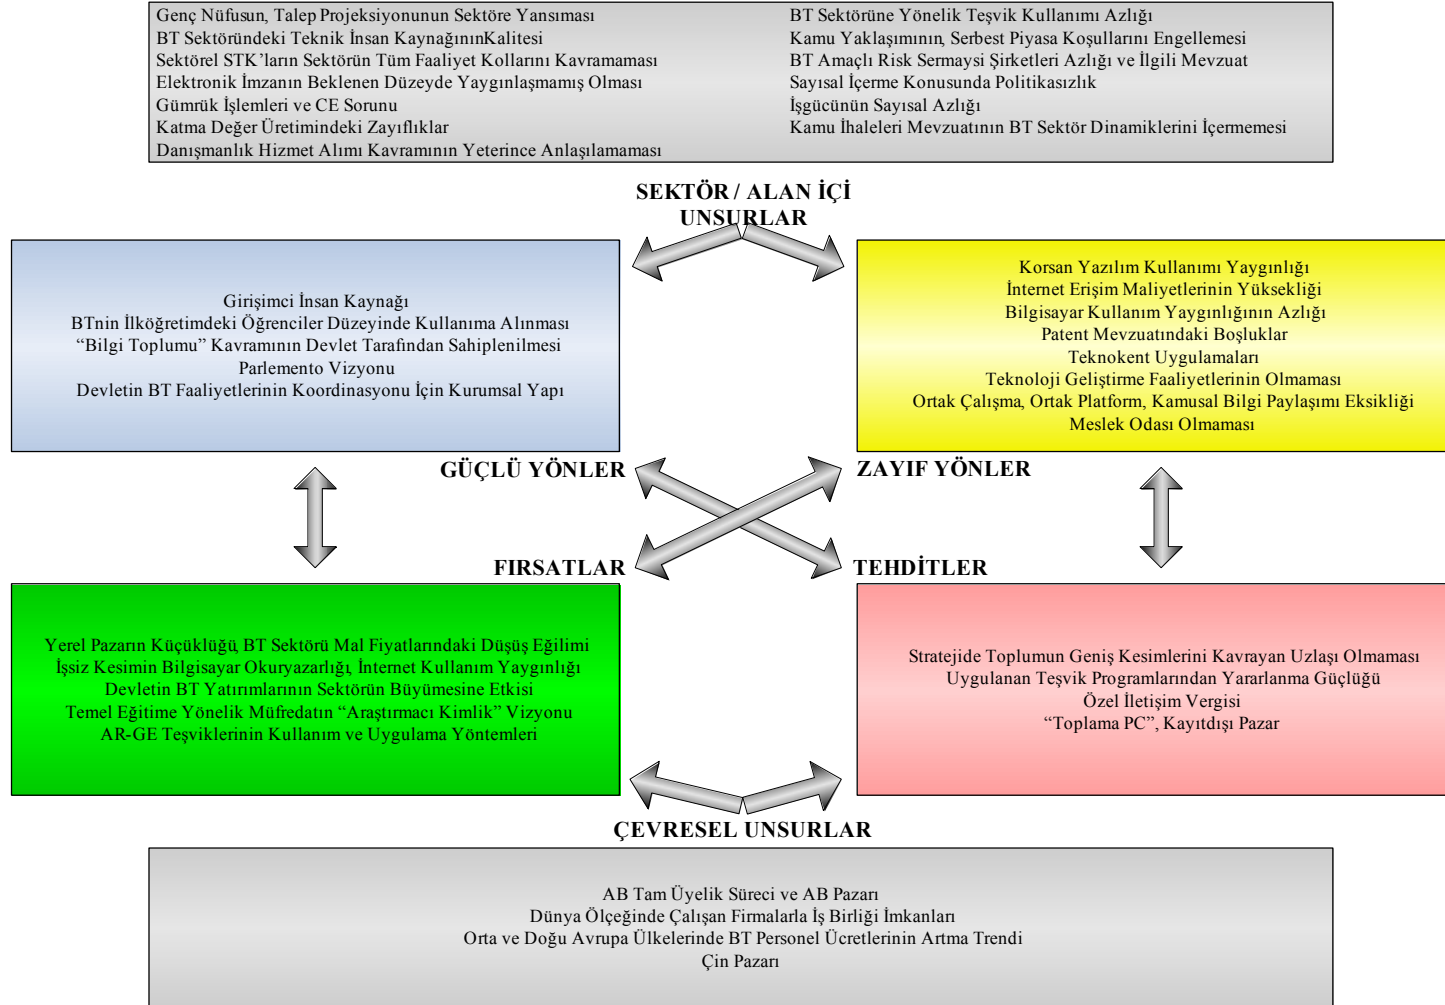 Genç Nüfusun, Talep Projeksiyonunun Sektöre Yansıması
BT Sektöründeki Teknik İnsan KaynağınınKalitesi
Sektörel STK’ların Sektörün Tüm Faaliyet Kollarını Kavramaması
Elektronik İmzanın Beklenen Düzeyde Yaygınlaşmamış Olması
Gümrük İşlemleri ve CE Sorunu
Katma Değer Üretimindeki Zayıflıklar
Danışmanlık Hizmet Alımı Kavramının Yeterince Anlaşılamaması
BT Sektörüne Yönelik Teşvik Kullanımı Azlığı
Kamu Yaklaşımının, Serbest Piyasa Koşullarını Engellemesi
BT Amaçlı Risk Sermaysi Şirketleri Azlığı ve İlgili Mevzuat
Sayısal İçerme Konusunda Politikasızlık
İşgücünün Sayısal Azlığı
Kamu İhaleleri Mevzuatının BT Sektör Dinamiklerini İçermemesi
SEKTÖR / ALAN İÇİ
UNSURLAR
Girişimci İnsan Kaynağı
BTnin İlköğretimdeki Öğrenciler Düzeyinde Kullanıma Alınması
“Bilgi Toplumu” Kavramının Devlet Tarafından Sahiplenilmesi
Parlemento Vizyonu
Devletin BT Faaliyetlerinin Koordinasyonu İçin Kurumsal Yapı
Korsan Yazılım Kullanımı Yaygınlığı
İnternet Erişim Maliyetlerinin Yüksekliği
Bilgisayar Kullanım Yaygınlığının Azlığı
Patent Mevzuatındaki Boşluklar
Teknokent Uygulamaları
Teknoloji Geliştirme Faaliyetlerinin Olmaması
Ortak Çalışma, Ortak Platform, Kamusal Bilgi Paylaşımı Eksikliği
Meslek Odası Olmaması
GÜÇLÜ YÖNLER
ZAYIF YÖNLER
FIRSATLAR
TEHDİTLER
Yerel Pazarın Küçüklüğü, BT Sektörü Mal Fiyatlarındaki Düşüş Eğilimi
İşsiz Kesimin Bilgisayar Okuryazarlığı, İnternet Kullanım Yaygınlığı
Devletin BT Yatırımlarının Sektörün Büyümesine Etkisi
Temel Eğitime Yönelik Müfredatın “Araştırmacı Kimlik” Vizyonu
AR-GE Teşviklerinin Kullanım ve Uygulama Yöntemleri
Stratejide Toplumun Geniş Kesimlerini Kavrayan Uzlaşı Olmaması
Uygulanan Teşvik Programlarından Yararlanma Güçlüğü
Özel İletişim Vergisi
“Toplama PC”, Kayıtdışı Pazar
ÇEVRESEL UNSURLAR
AB Tam Üyelik Süreci ve AB Pazarı
Dünya Ölçeğinde Çalışan Firmalarla İş Birliği İmkanları
Orta ve Doğu Avrupa Ülkelerinde BT Personel Ücretlerinin Artma Trendi
Çin Pazarı